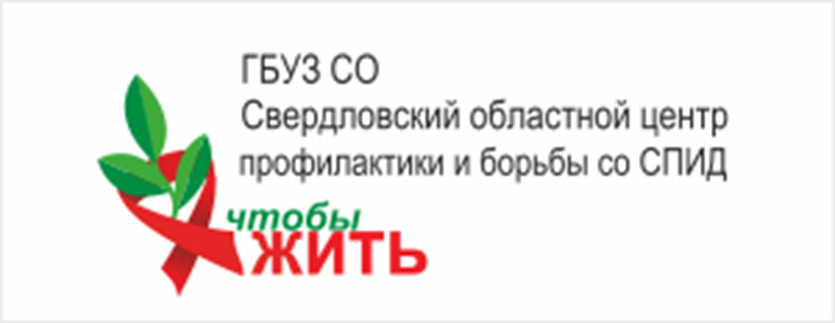 ГБУЗ СО
Свердловский областной центр
профилактики и борьбы со СПИД
чтобы
ЖИТЬ